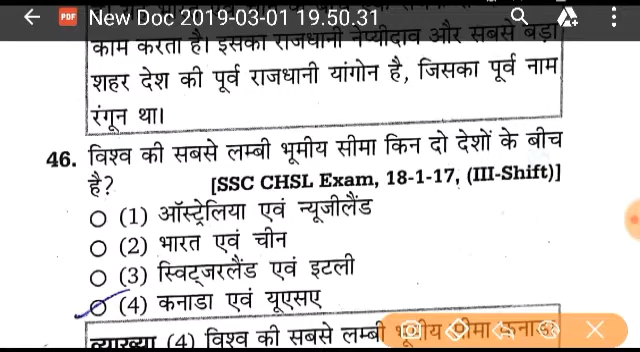 New Doc 2019-03-01 19.50.31
काम करता है। इसका राजधानी नेप्यीदाव और सबसे बड़ा
शहर देश की पूर्व राजधानी यांगोन है, जिसका पूर्व नाम
रंगून था।
46. विश्व की सबसे लम्बी भूमीय सीमा किन दो देशों के बीच
है? [SSC CHSL Exam, 18-1-17, (III-Shift)]
(1) ऑस्ट्रेलिया एवं न्यूजीलैंड
(2) भारत एवं चीन
(3) स्विट्जरलैंड एवं इटली
(4) कनाडा एवं यूएसए
व्याख्या (4) विश्व की सबसे लम्बी भूमीय सीमा कनाडा